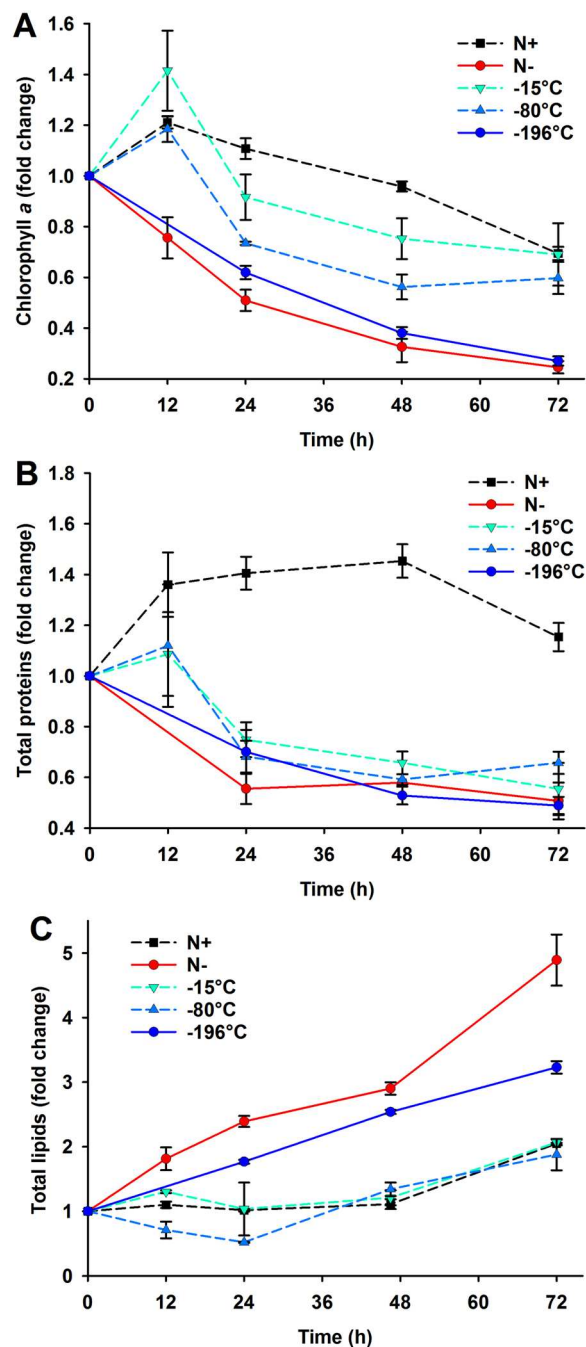 A
Chlorophyll a (fold change)
1.6
1.4
1.2
1.0
0.8
0.6
0.4
0.2
N+
N-
-15°C
-80°C
-196°C
0 12 24 36 48 60 72
Time (h)
B
Total proteins (fold change)
1.8
1.6
1.4
1.2
1.0
0.8
0.6
0.4
N+
N-
-15°C
-80°C
-196°C
0 12 24 36 48 60 72
Time (h)
C
Total lipids (fold change)
5
4
3
2
1
0
N+
N-
-15°C
-80°C
-196°C
0 12 24 36 48 60 72
Time (h)